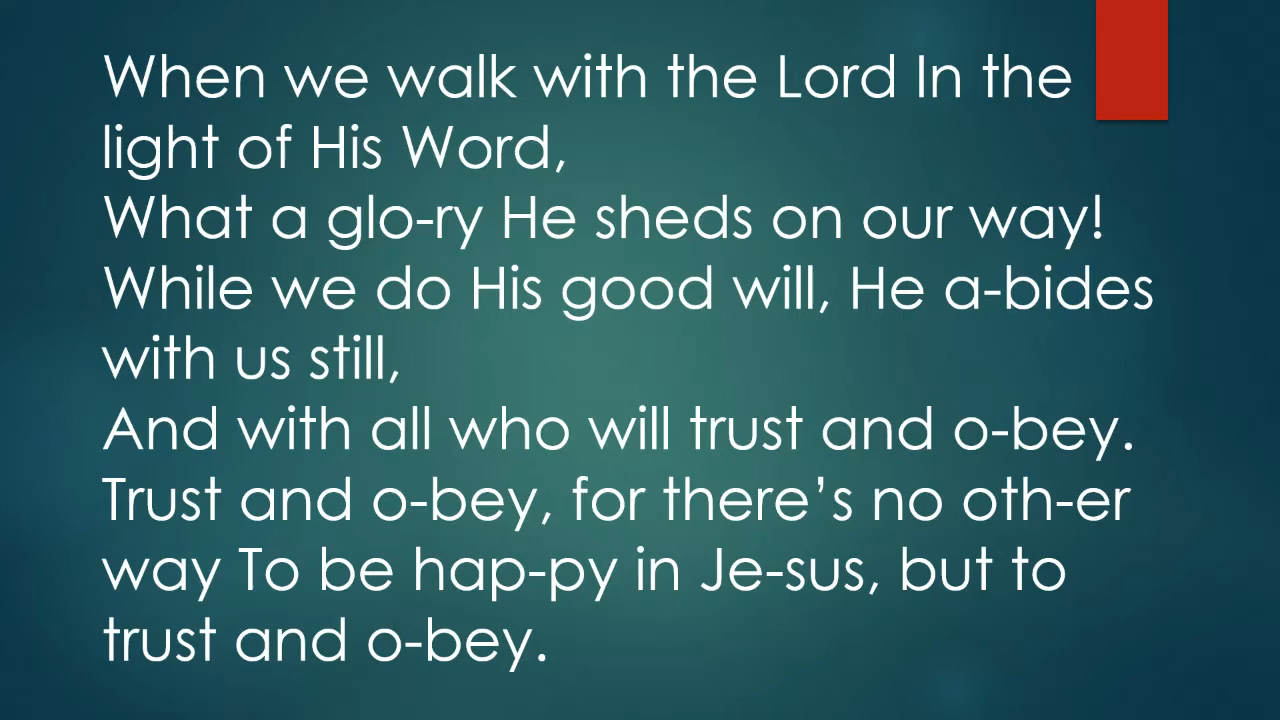 When we walk with the Lord In the
light of His Word,
What a glo-ry He sheds on our way!
While we do His good will, He a-bides
with us still,
And with all who will trust and o-bey.
Trust and o-bey, for there’s no oth-er
way To be hap-py in Je-sus, but to
trust and o-bey.